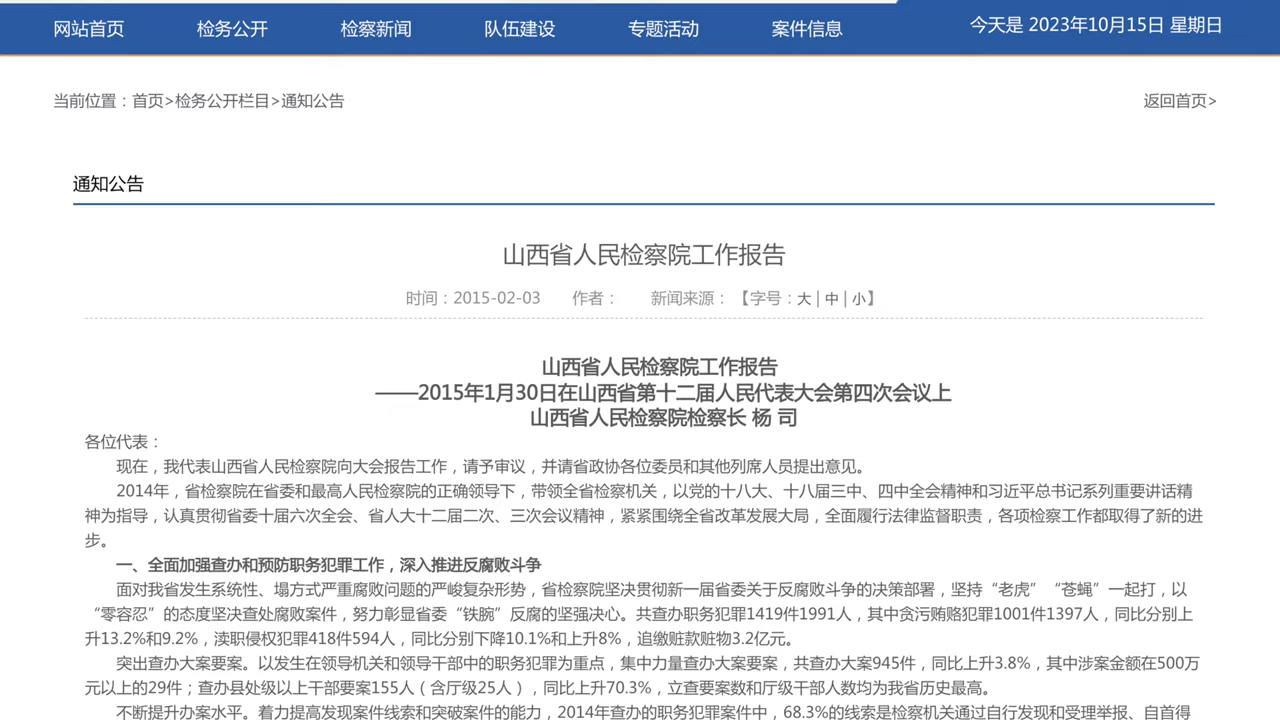 网站首页 检务公开 检察新闻 队伍建设 专题活动 案件信息 今天是 2023年10月15日 星期日
当前位置：首页>检务公开栏目>通知公告 返回首页>
通知公告
山西省人民检察院工作报告
时间：2015-02-03 作者： 新闻来源： 【字号：大 | 中 | 小】
山西省人民检察院工作报告
——2015年1月30日在山西省第十二届人民代表大会第四次会议上
山西省人民检察院检察长 杨 司
各位代表：
现在，我代表山西省人民检察院向大会报告工作，请予审议，并请省政协各位委员和其他列席人员提出意见。
2014年，省检察院在省委和最高人民检察院的正确领导下，带领全省检察机关，以党的十八大、十八届三中、四中全会精神和习近平总书记系列重要讲话精
神为指导，认真贯彻省委十届六次全会、省人大十二届二次、三次会议精神，紧紧围绕全省改革发展大局，全面履行法律监督职责，各项检察工作都取得了新的进
步。
一、全面加强查办和预防职务犯罪工作，深入推进反腐败斗争
面对我省发生系统性、塌方式严重腐败问题的严峻复杂形势，省检察院坚决贯彻新一届省委关于反腐败斗争的决策部署，坚持“老虎”“苍蝇”一起打，以
“零容忍”的态度坚决查处腐败案件，努力彰显省委“铁腕”反腐的坚强决心。共查办职务犯罪1419件1991人，其中贪污贿赂犯罪1001件1397人，同比分别上
升13.2%和9.2%，渎职侵权犯罪418件594人，同比分别下降10.1%和上升8%，追缴赃款赃物3.2亿元。
突出查办大案要案。以发生在领导机关和领导干部中的职务犯罪为重点，集中力量查办大案要案，共查办大案945件，同比上升3.8%，其中涉案金额在500万
元以上的29件；查办县处级以上干部要案155人（含厅级25人），同比上升70.3%，立查要案数和厅级干部人数均为我省历史最高。
不断提升办案水平。着力提高发现案件线索和突破案件的能力，2014年查办的职务犯罪案件中，68.3%的线索是检察机关通过自行发现和受理举报、自首得